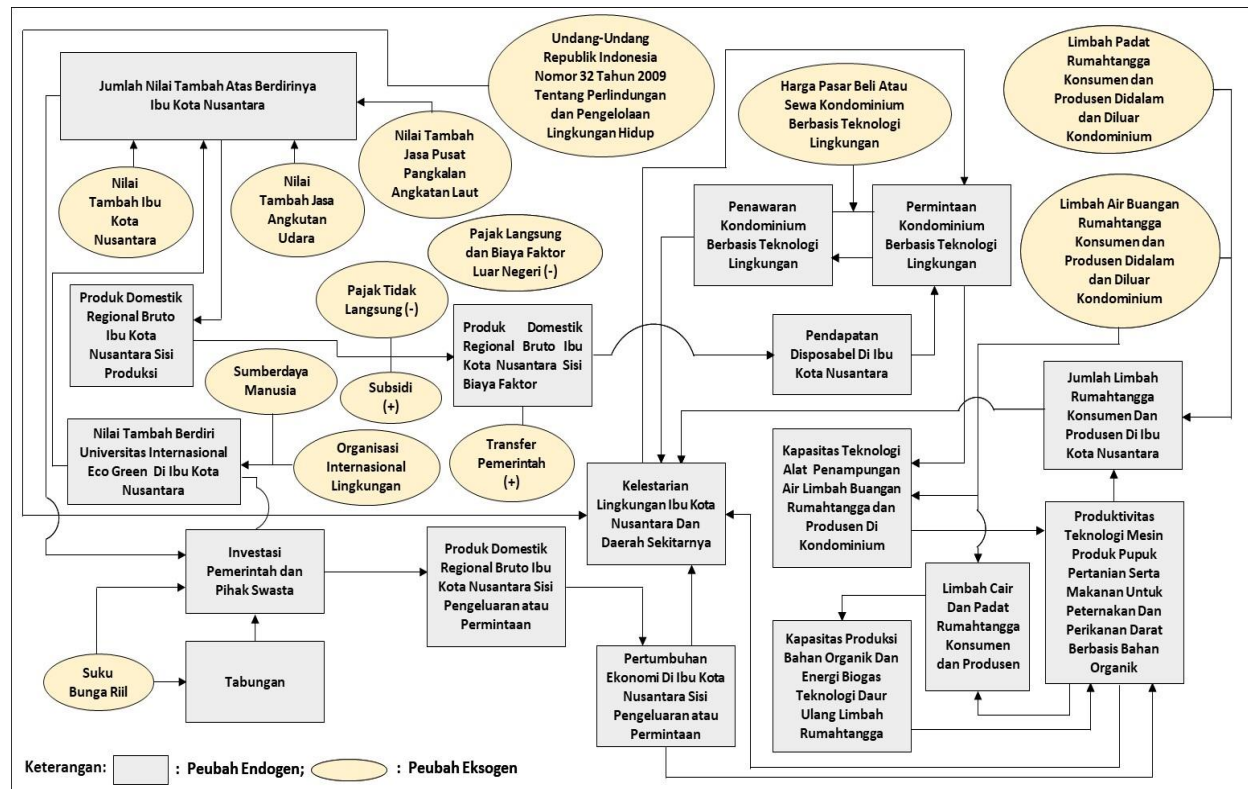 Undang-Undang
Republik Indonesia
Nomor 32 Tahun 2009
Tentang Perlindungan
dan Pengelolaan
Lingkungan Hidup
Limbah Padat
Rumahtangga
Konsumen dan
Produsen Didalam
dan Diluar
Kondominium
Jumlah Nilai Tambah Atas Berdirinya
Ibu Kota Nusantara
Harga Pasar Beli Atau
Sewa Kondominium
Berbasis Teknologi
Lingkungan
Nilai Tambah
Jasa Pusat
Pangkalan
Angkatan Laut
Nilai
Tambah Ibu
Kota
Nusantara
Nilai
Tambah Jasa
Angkutan
Udara
Penawaran
Kondominium
Berbasis Teknologi
Lingkungan
Permintaan
Kondominium
Berbasis Teknologi
Lingkungan
Limbah Air Buangan
Rumahtangga
Konsumen dan
Produsen Didalam
dan Diluar
Kondominium
Pajak Langsung
dan Biaya Faktor
Luar Negeri (-)
Pajak Tidak
Langsung (-)
Produk Domestik
Regional Bruto
Ibu Kota
Nusantara Sisi
Produksi
Produk Domestik
Regional Bruto Ibu
Kota Nusantara Sisi
Biaya Faktor
Pendapatan
Disposabel Di Ibu
Kota Nusantara
Sumberdaya
Manusia
Subsidi
(+)
Jumlah Limbah
Rumahtangga
Konsumen Dan
Produsen Di Ibu
Kota Nusantara
Nilai Tambah Berdiri
Universitas Internasional
Eco Green Di Ibu Kota
Nusantara
Organisasi
Internasional
Lingkungan
Transfer
Pemerintah
(+)
Kelestarian
Lingkungan Ibu Kota
Nusantara Dan
Daerah Sekitarnya
Kapasitas Teknologi
Alat Penampungan
Air Limbah Buangan
Rumahtangga dan
Produsen Di
Kondominium
Produktivitas
Teknologi Mesin
Produk Pupuk
Pertanian Serta
Makanan Untuk
Peternakan Dan
Perikanan Darat
Berbasis Bahan
Organik
Investasi
Pemerintah dan
Pihak Swasta
Produk Domestik
Regional Bruto Ibu
Kota Nusantara Sisi
Pengeluaran atau
Permintaan
Limbah Cair
Dan Padat
Rumahtangga
Konsumen
dan Produsen
Suku
Bunga Riil
Tabungan
Pertumbuhan
Ekonomi Di Ibu Kota
Nusantara Sisi
Pengeluaran atau
Permintaan
Kapasitas Produksi
Bahan Organik Dan
Energi Biogas
Teknologi Daur
Ulang Limbah
Rumahtangga
Keterangan: : Peubah Endogen; : Peubah Eksogen